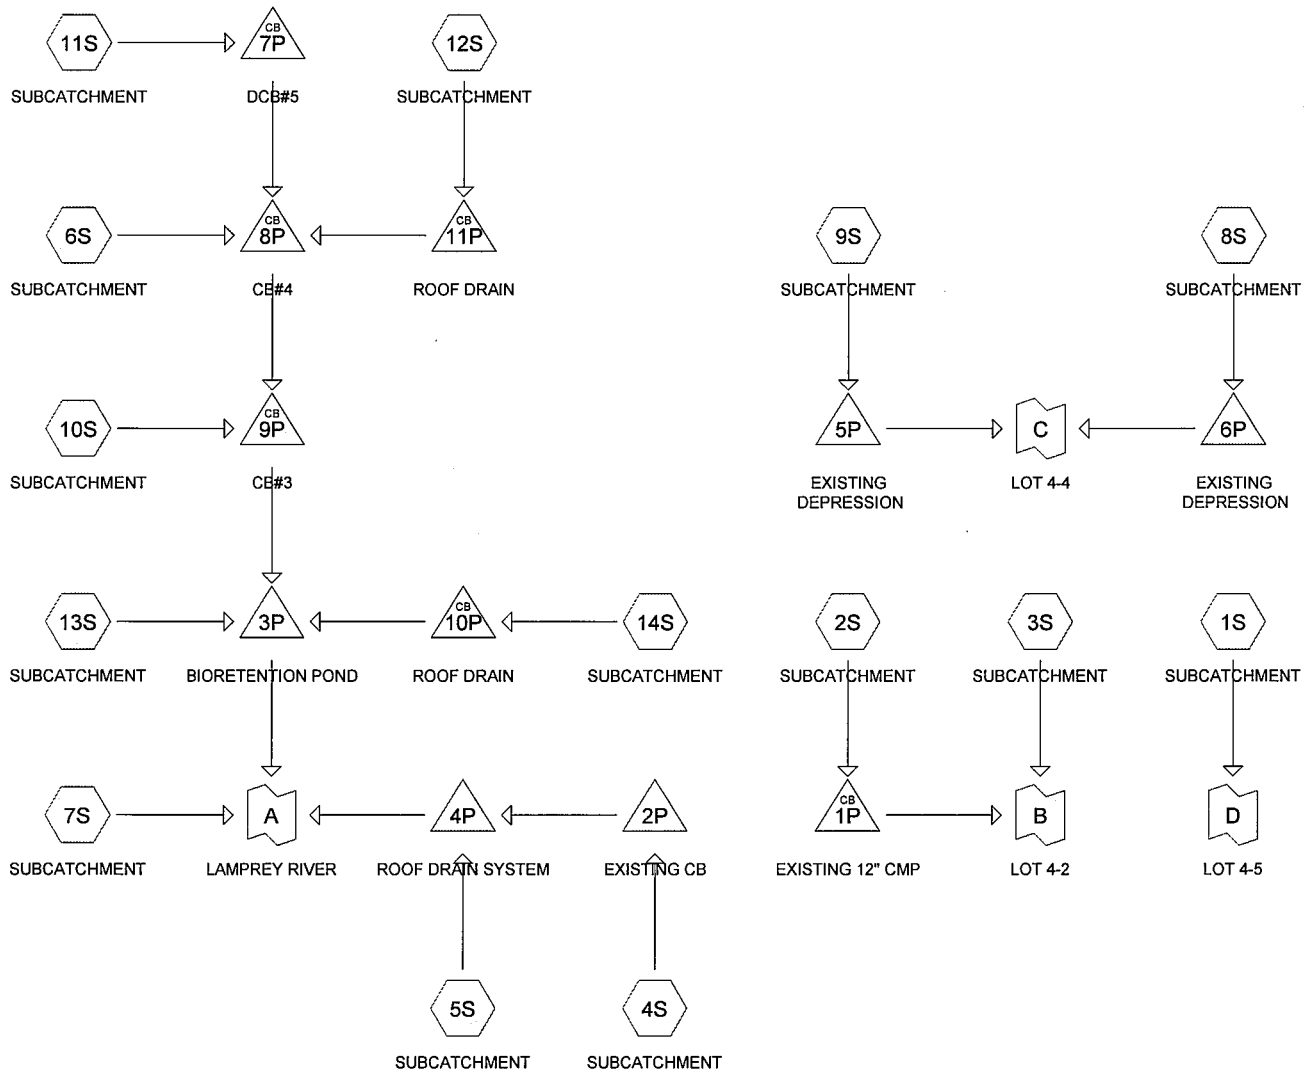 11S
CB
7P
12S
SUBCATCHMENT
DCB#5
SUBCATCHMENT
6S
CB
8P
CB
11P
9S
8S
SUBCATCHMENT
CB#4
ROOF DRAIN
SUBCATCHMENT
SUBCATCHMENT
10S
CB
9P
5P
C
6P
SUBCATCHMENT
CB#3
EXISTING
DEPRESSION
LOT 4-4
EXISTING
DEPRESSION
13S
3P
CB
10P
14S
2S
3S
1S
SUBCATCHMENT
BIORETENTION POND
ROOF DRAIN
SUBCATCHMENT
SUBCATCHMENT
SUBCATCHMENT
SUBCATCHMENT
7S
A
4P
2P
CB
1P
B
D
SUBCATCHMENT
LAMPREY RIVER
ROOF DRAIN SYSTEM
EXISTING CB
EXISTING 12" CMP
LOT 4-2
LOT 4-5
5S
4S
SUBCATCHMENT
SUBCATCHMENT